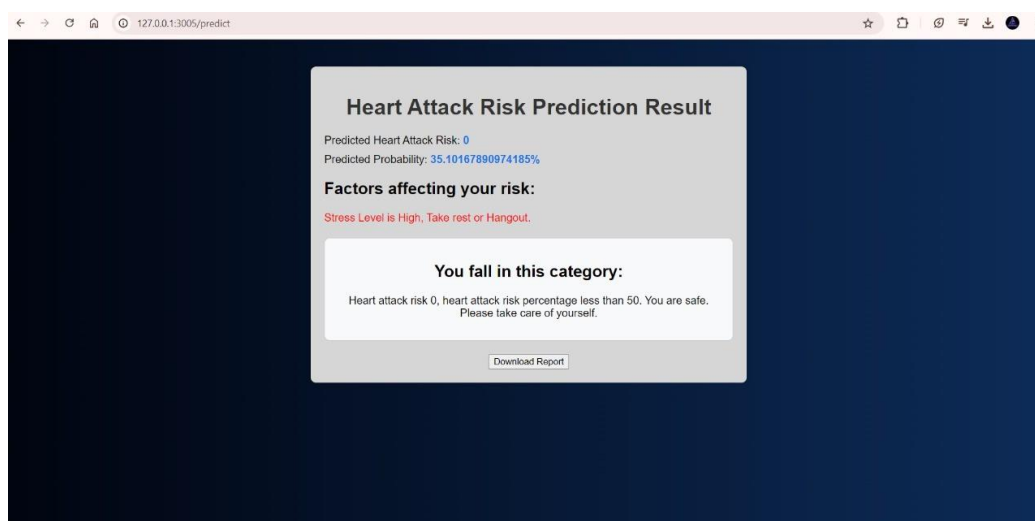 127.0.0.1:3005/predict
Heart Attack Risk Prediction Result
Predicted Heart Attack Risk: 0
Predicted Probability: 35.10167890974185%
Factors affecting your risk:
Stress Level is High, Take rest or Hangout.
You fall in this category:
Heart attack risk 0, heart attack risk percentage less than 50. You are safe.
Please take care of yourself.
Download Report